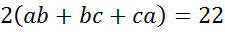 2(ab + bc + ca) = 22